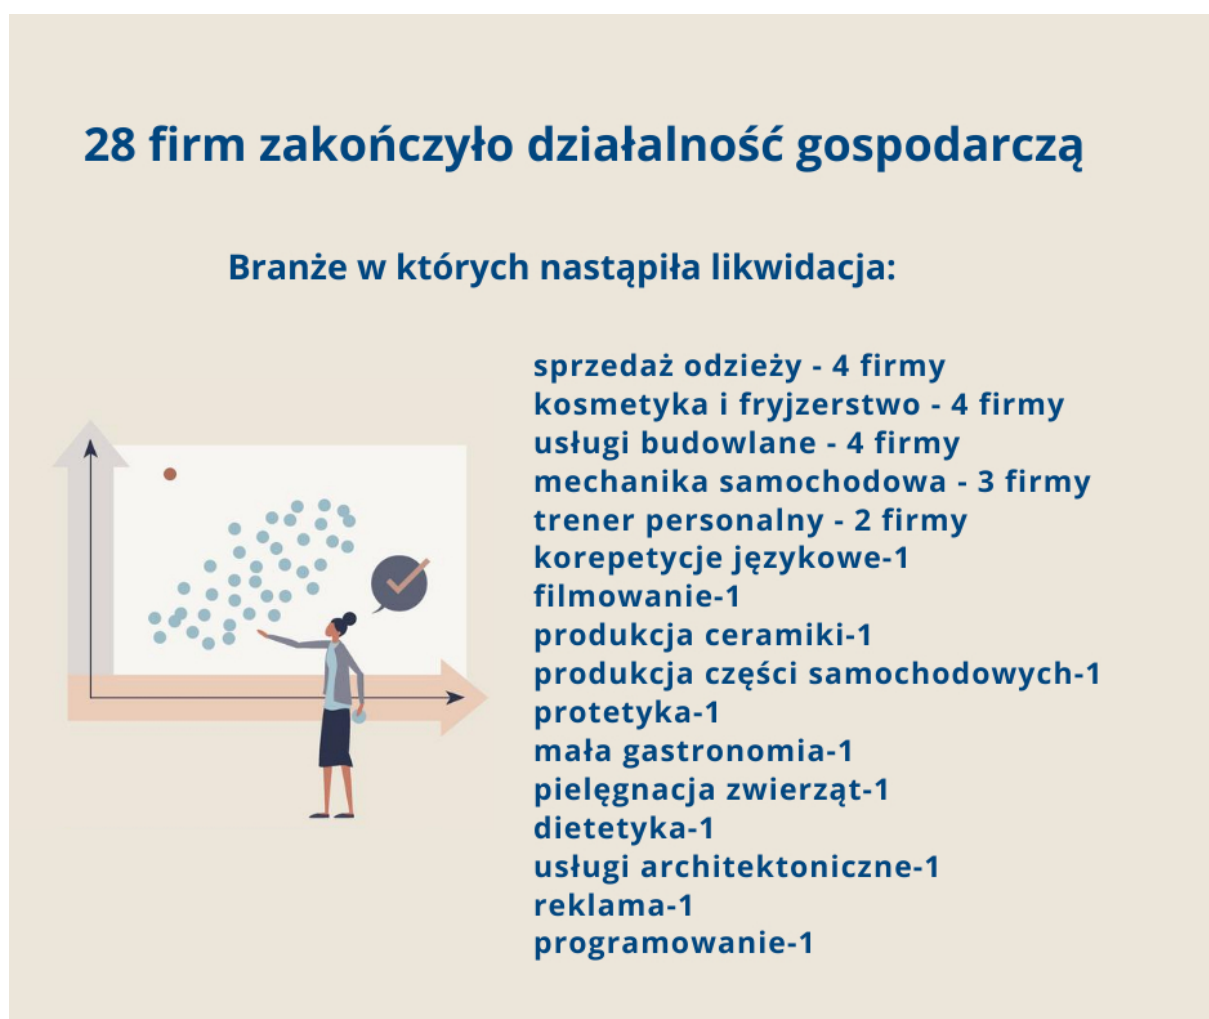 28 firm zakończyło działalność gospodarczą
Branże w których nastąpiła likwidacja:
sprzedaż odzieży - 4 firmy
kosmetyka i fryjzerstwo - 4 firmy
usługi budowlane - 4 firmy
mechanika samochodowa - 3 firmy
trener personalny - 2 firmy
korepetycje językowe-1
filmowanie-1
produkcja ceramiki-1
produkcja części samochodowych-1
protetyka-1
mała gastronomia-1
pielęgnacja zwierząt-1
dietetyka-1
usługi architektoniczne-1
reklama-1
programowanie-1